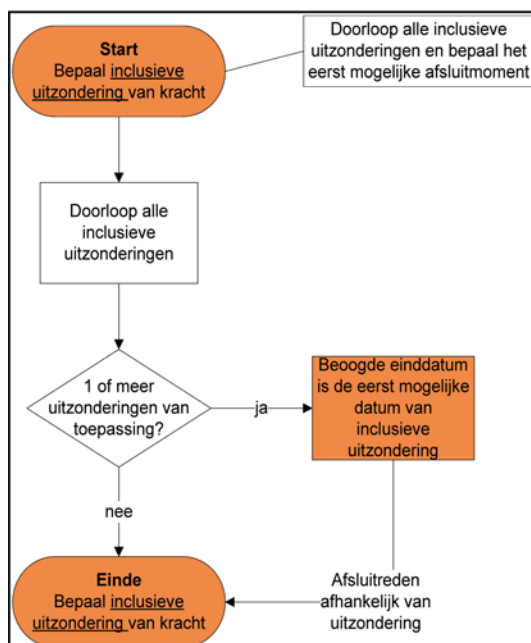 Start
Bepaal inclusieve
uitzondering van kracht
Doorloop alle inclusieve
uitzonderingen en bepaal het
eerst mogelijke afsluitmoment
Doorloop alle
inclusieve
uitzonderingen
1 of meer
uitzonderingen van
toepassing?
ja
Beoogde einddatum
is de eerst mogelijke
datum van
inclusieve
uitzondering
nee
Afsluitreden
afhankelijk van
uitzondering
Einde
Bepaal inclusieve
uitzondering van kracht